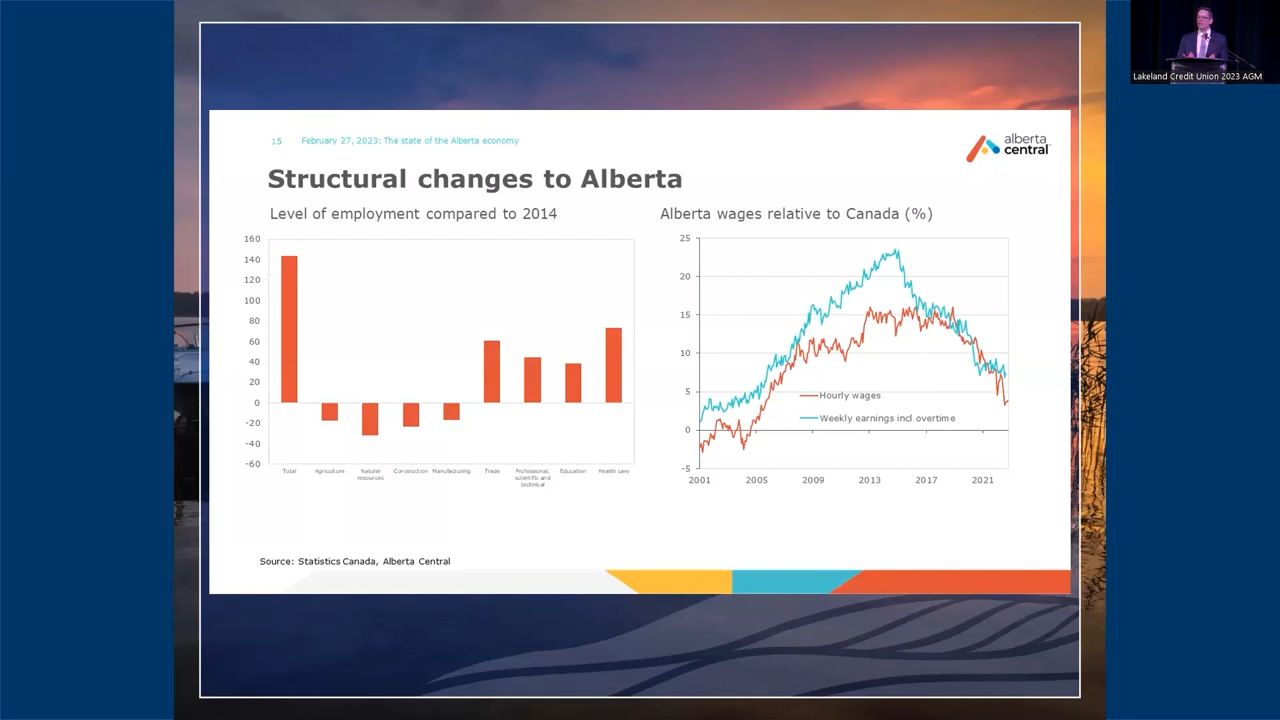 Lakeland Credit Union 2023 AGM
15 February 27, 2023: The state of the Alberta economy
alberta
central
Structural changes to Alberta
Level of employment compared to 2014
160
140
120
100
80
60
40
20
0
-20
-40
-60
Total Agriculture Natural resources Construction Manufacturing Trade Professional, scientific and technical Education Health care
Alberta wages relative to Canada (%)
25
20
15
10
5
0
-5
Hourly wages
Weekly earnings incl overtime
2001 2005 2009 2013 2017 2021
Source: Statistics Canada, Alberta Central